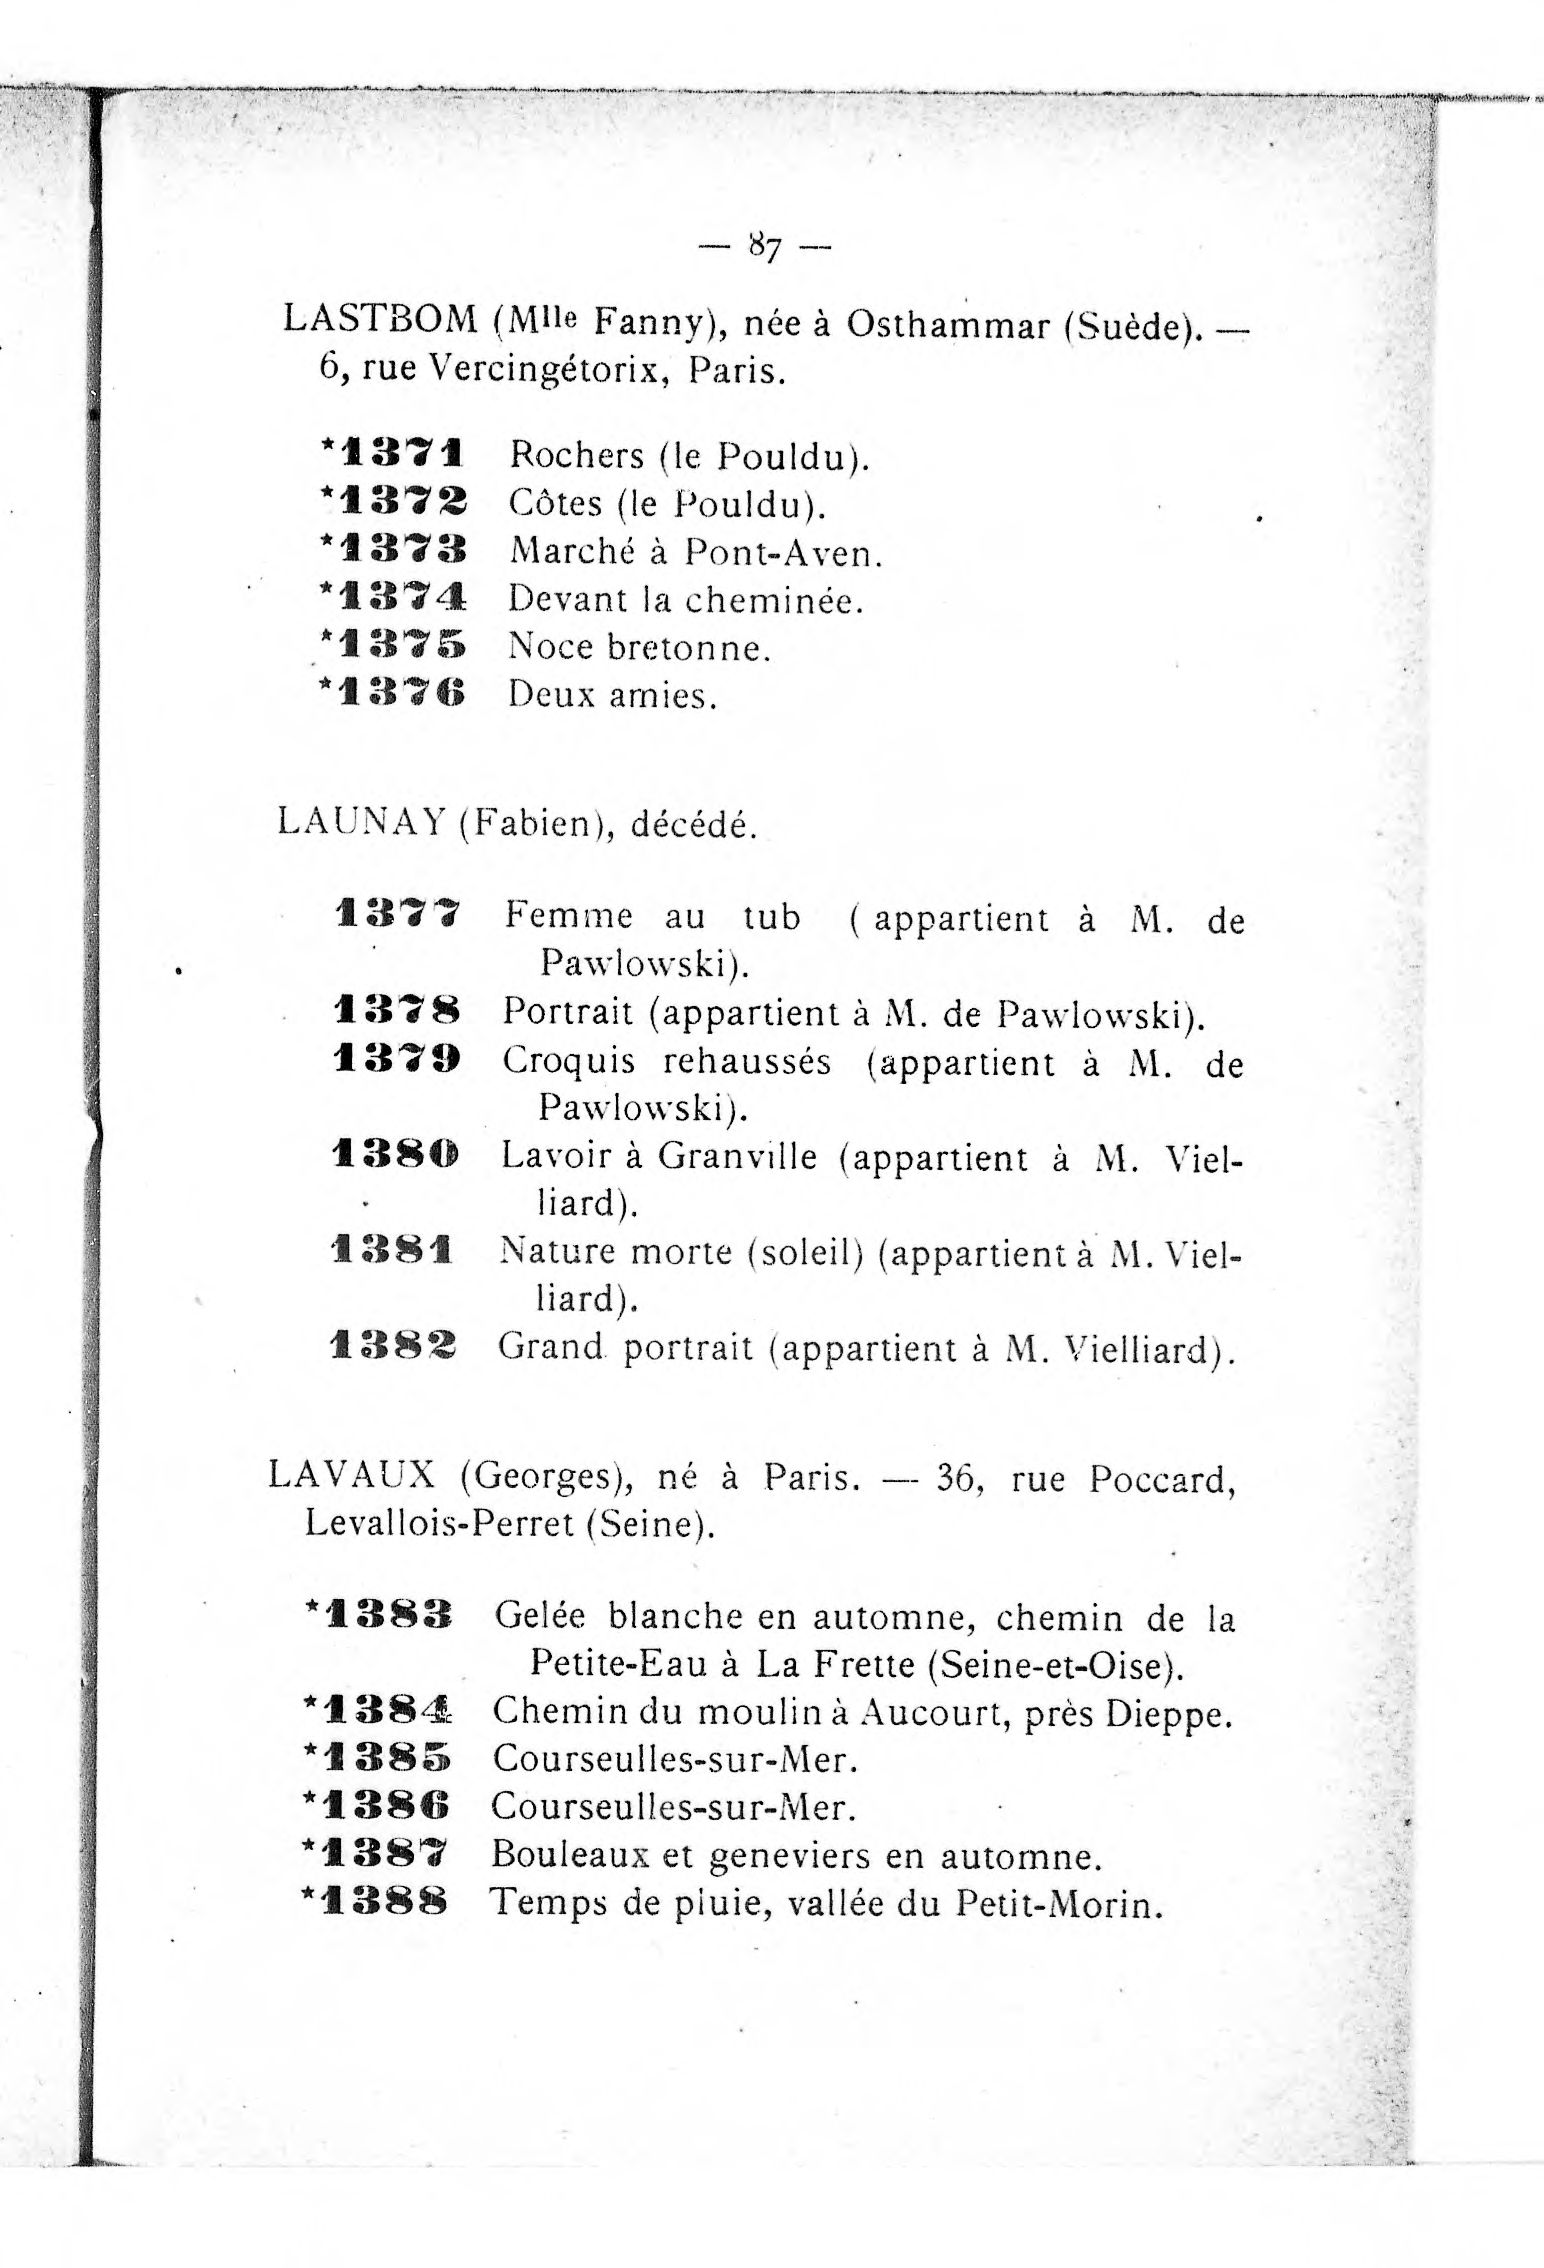 — 87 —
LASTBOM (Mlle Fanny), née à Osthammar (Suède). —
6, rue Vercingétorix, Paris.
*1371 Rochers (le Pouldu).
*1372 Côtes (le Pouldu).
*1373 Marché à Pont-Aven.
*1374 Devant la cheminée.
*1375 Noce bretonne.
*1376 Deux amies.
LAUNAY (Fabien), décédé.
1377 Femme au tub ( appartient à M. de
Pawlowski).
1378 Portrait (appartient à M. de Pawlowski).
1379 Croquis rehaussés (appartient à M. de
Pawlowski).
1380 Lavoir à Granville (appartient à M. Viel-
liard).
1381 Nature morte (soleil) (appartient à M. Viel-
liard).
1382 Grand portrait (appartient à M. Vielliard).
LAVAUX (Georges), né à Paris. — 36, rue Poccard,
Levallois-Perret (Seine).
*1383 Gelée blanche en automne, chemin de la
Petite-Eau à La Frette (Seine-et-Oise).
*1384 Chemin du moulin à Aucourt, près Dieppe.
*1385 Courseulles-sur-Mer.
*1386 Courseulles-sur-Mer.
*1387 Bouleaux et geneviers en automne.
*1388 Temps de pluie, vallée du Petit-Morin.